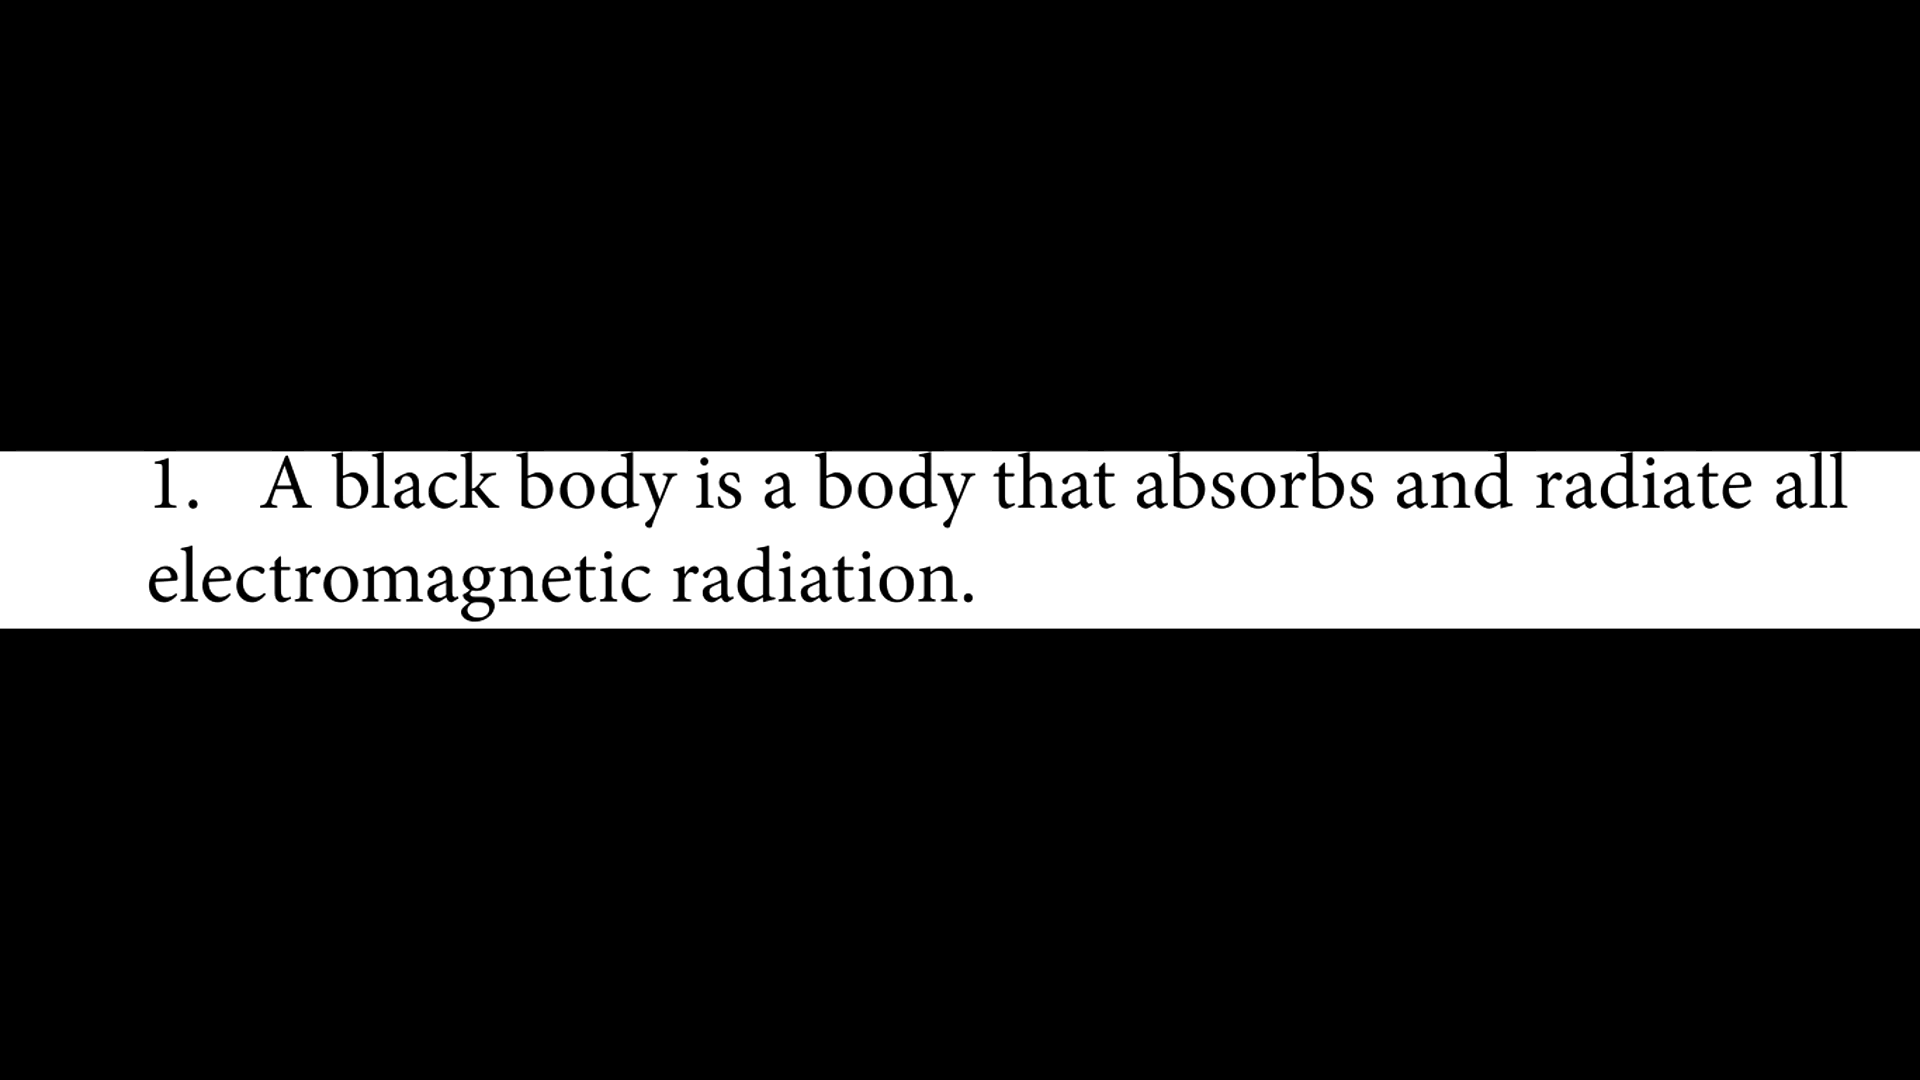 1. A black body is a body that absorbs and radiate all
electromagnetic radiation.